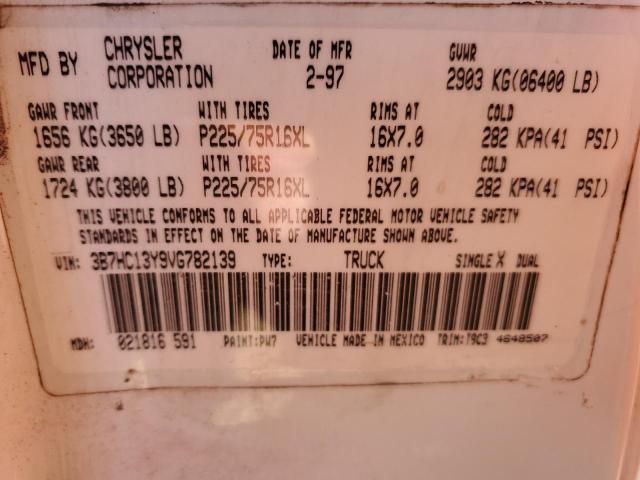 MFD BY CHRYSLER CORPORATION DATE OF MFR 2-97 GVWR 2903 KG(06400 LB)
GAWR FRONT WITH TIRES RIMS AT COLD
1656 KG(3650 LB) P225/75R16XL 16X7.0 282 KPA(41 PSI)
GAWR REAR WITH TIRES RIMS AT COLD
1724 KG(3800 LB) P225/75R16XL 16X7.0 282 KPA(41 PSI)
THIS VEHICLE CONFORMS TO ALL APPLICABLE FEDERAL MOTOR VEHICLE SAFETY
STANDARDS IN EFFECT ON THE DATE OF MANUFACTURE SHOWN ABOVE.
VIN: 3B7HC13Y9VG782139 TYPE: TRUCK SINGLE X DUAL
MDH: 021816 591 PAINT:PW7 VEHICLE MADE IN MEXICO TRIM:T9C3 4648507